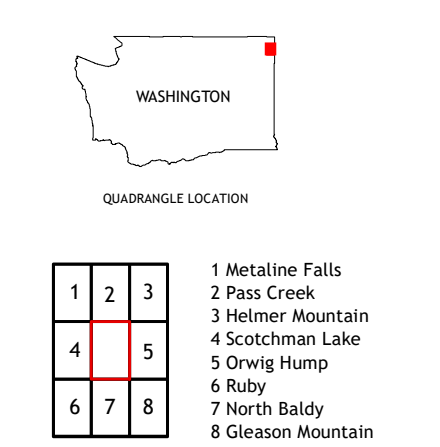 WASHINGTON
QUADRANGLE LOCATION
1 2 3
4 5
6 7 8
1 Metaline Falls
2 Pass Creek
3 Helmer Mountain
4 Scotchman Lake
5 Orwig Hump
6 Ruby
7 North Baldy
8 Gleason Mountain